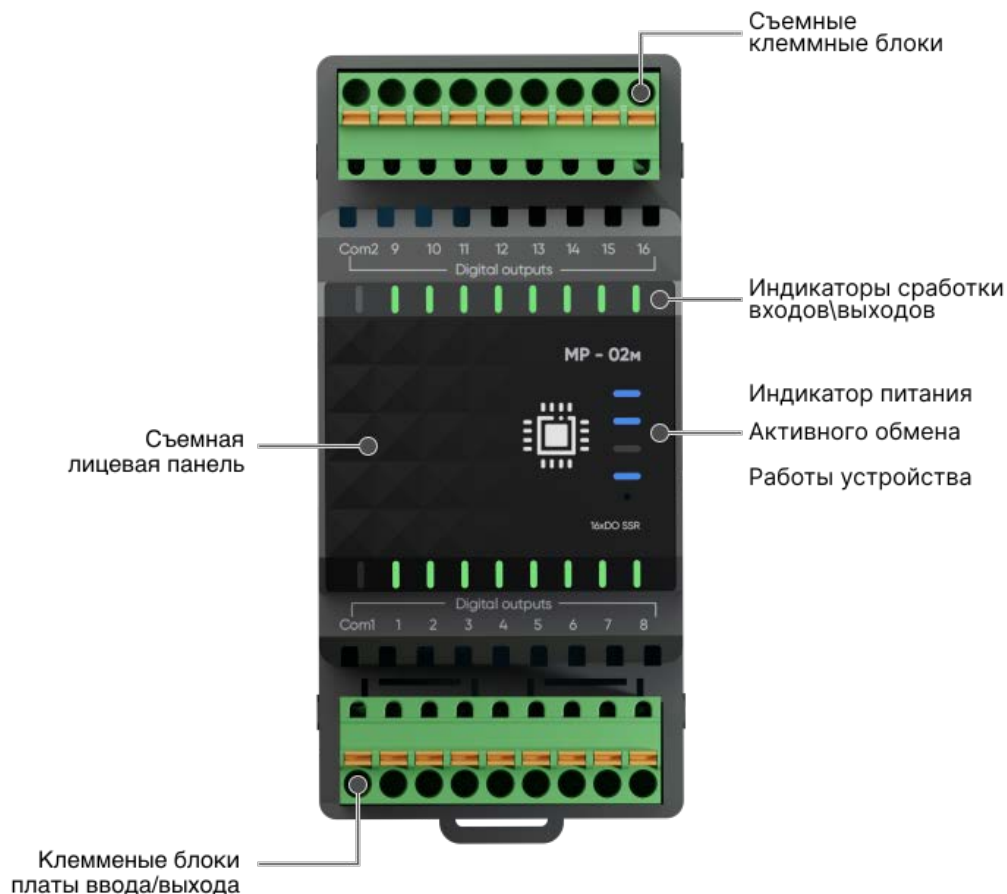 Съемные
клеммные блоки
Com2 9 10 11 12 13 14 15 16
Digital outputs
Индикаторы сработки
входов\выходов
МР - 02м
Индикатор питания
Активного обмена
Съемная
лицевая панель
Работы устройства
16xDO SSR
Digital outputs
Com1 1 2 3 4 5 6 7 8
Клемменые блоки
платы ввода/выхода